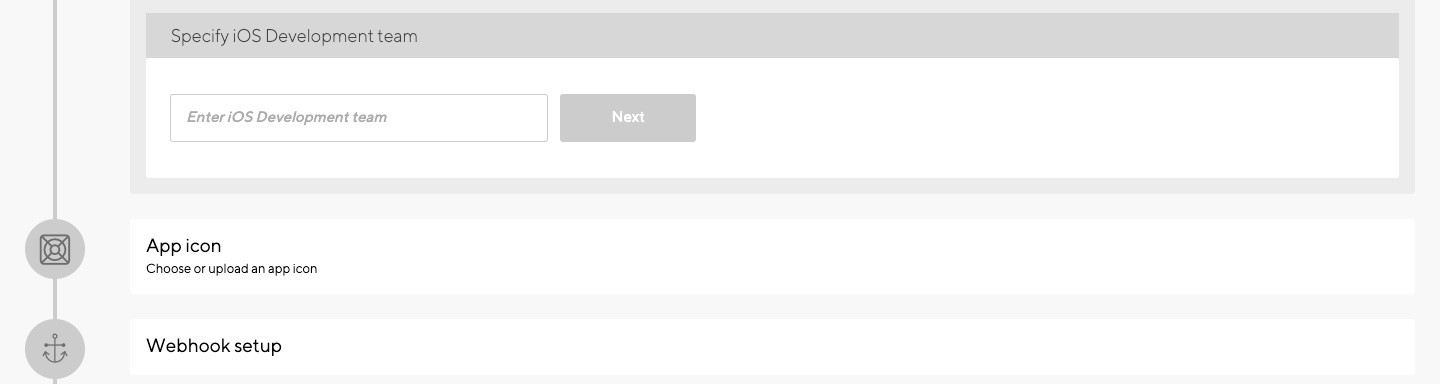 Specify iOS Development team
Enter iOS Development team
Next
App icon
Choose or upload an app icon
Webhook setup